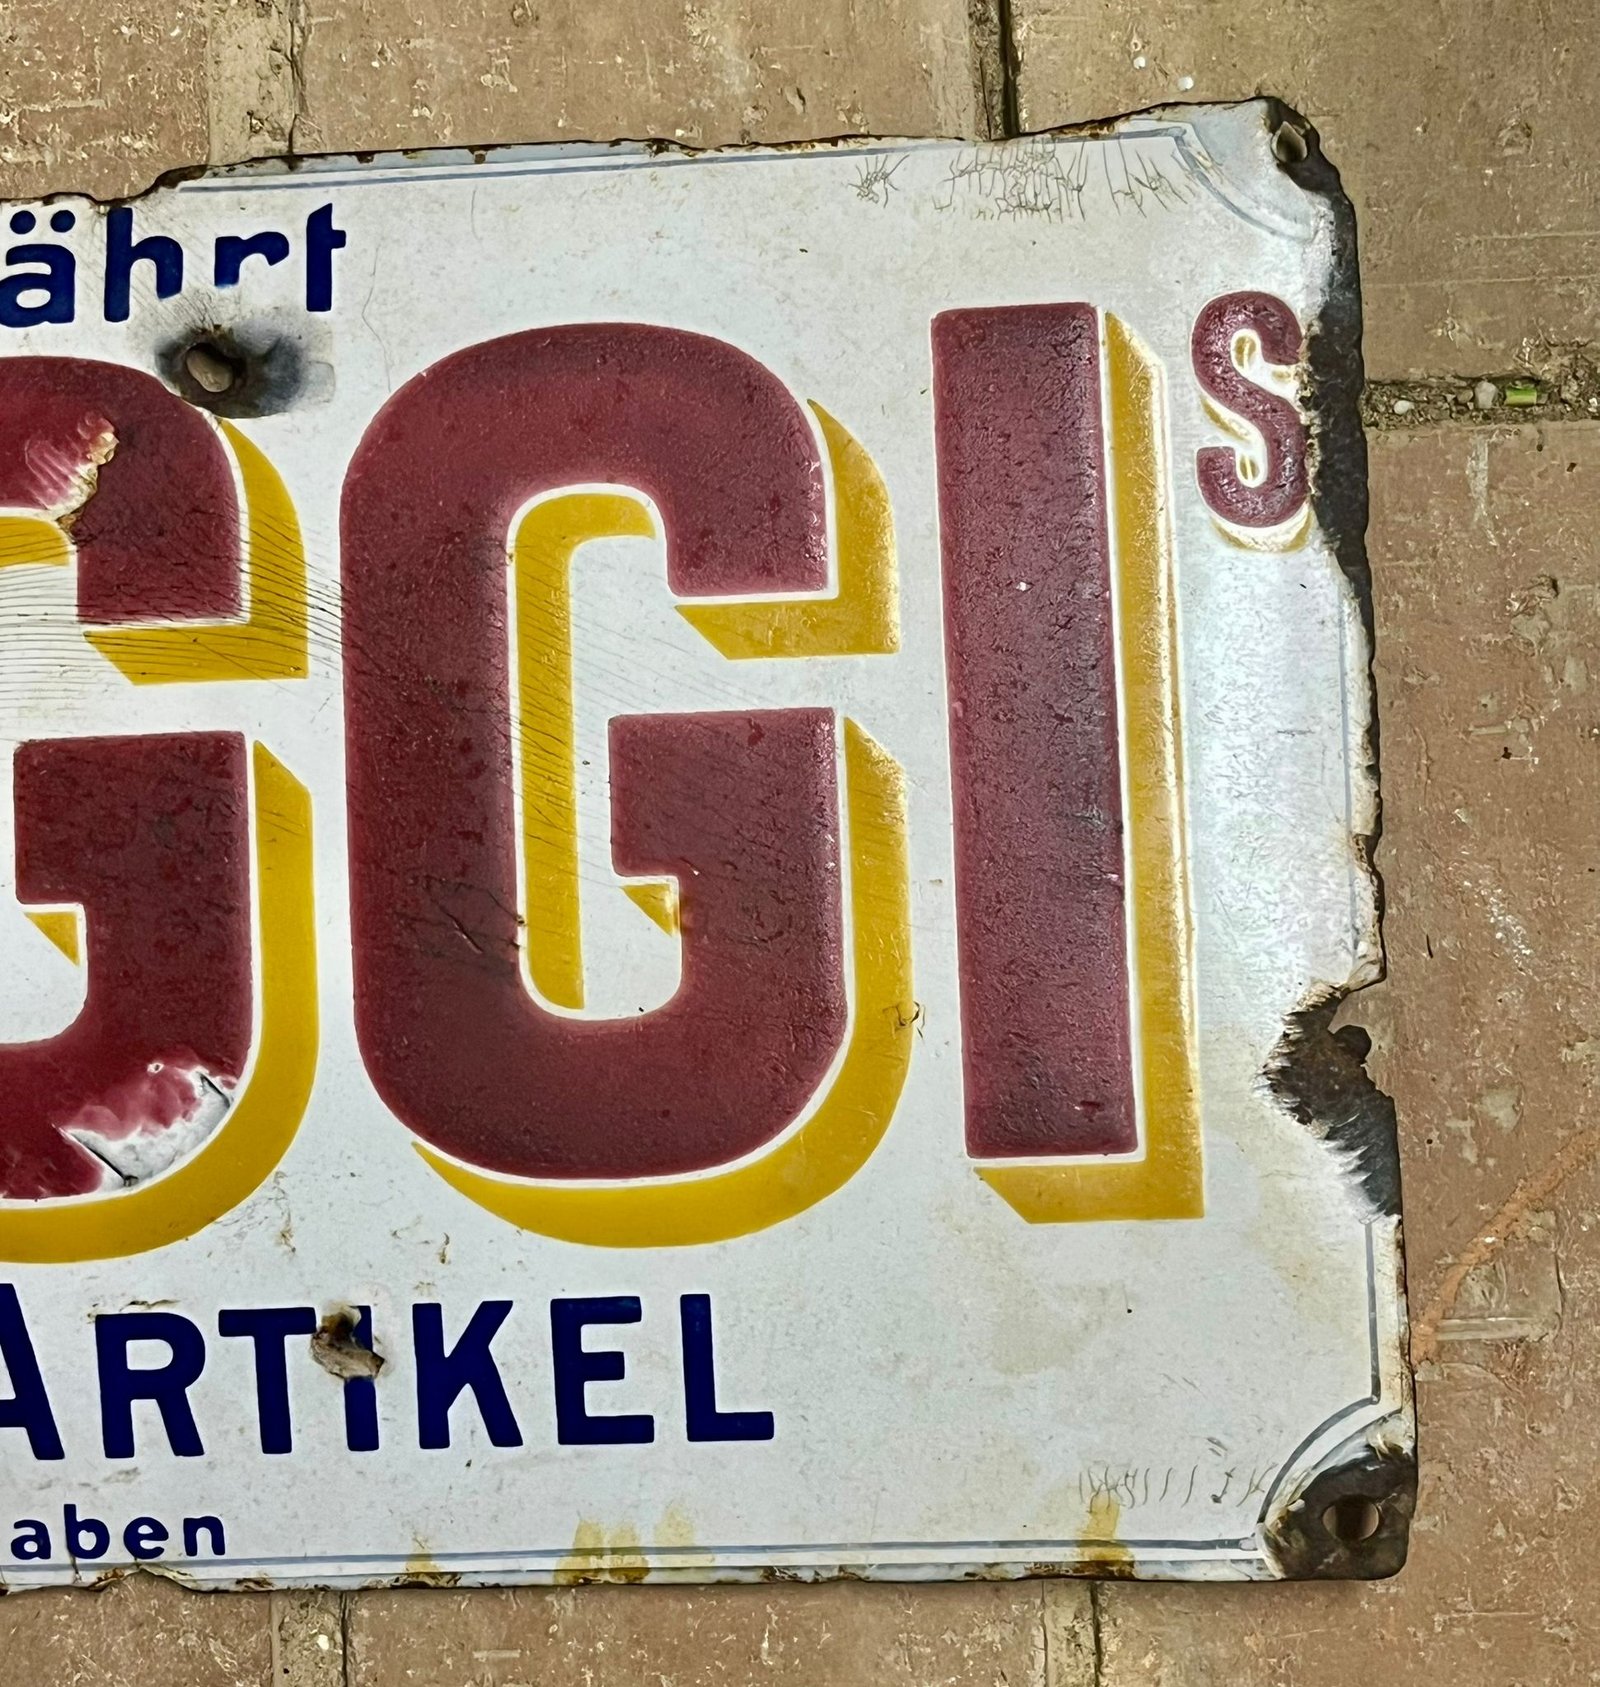 ährt
GGIs
ARTIKEL
aben